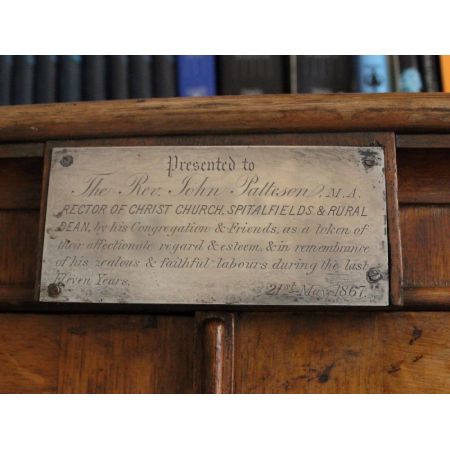 Presented to
The Rev. John Patteson, M.A.
RECTOR OF CHRIST CHURCH, SPITALFIELDS & RURAL
DEAN, by his Congregation & Friends, as a token of
their affectionate regard & esteem, & in remembrance
of his zealous & faithful labours during the last
Eleven Years.
21st May, 1867.